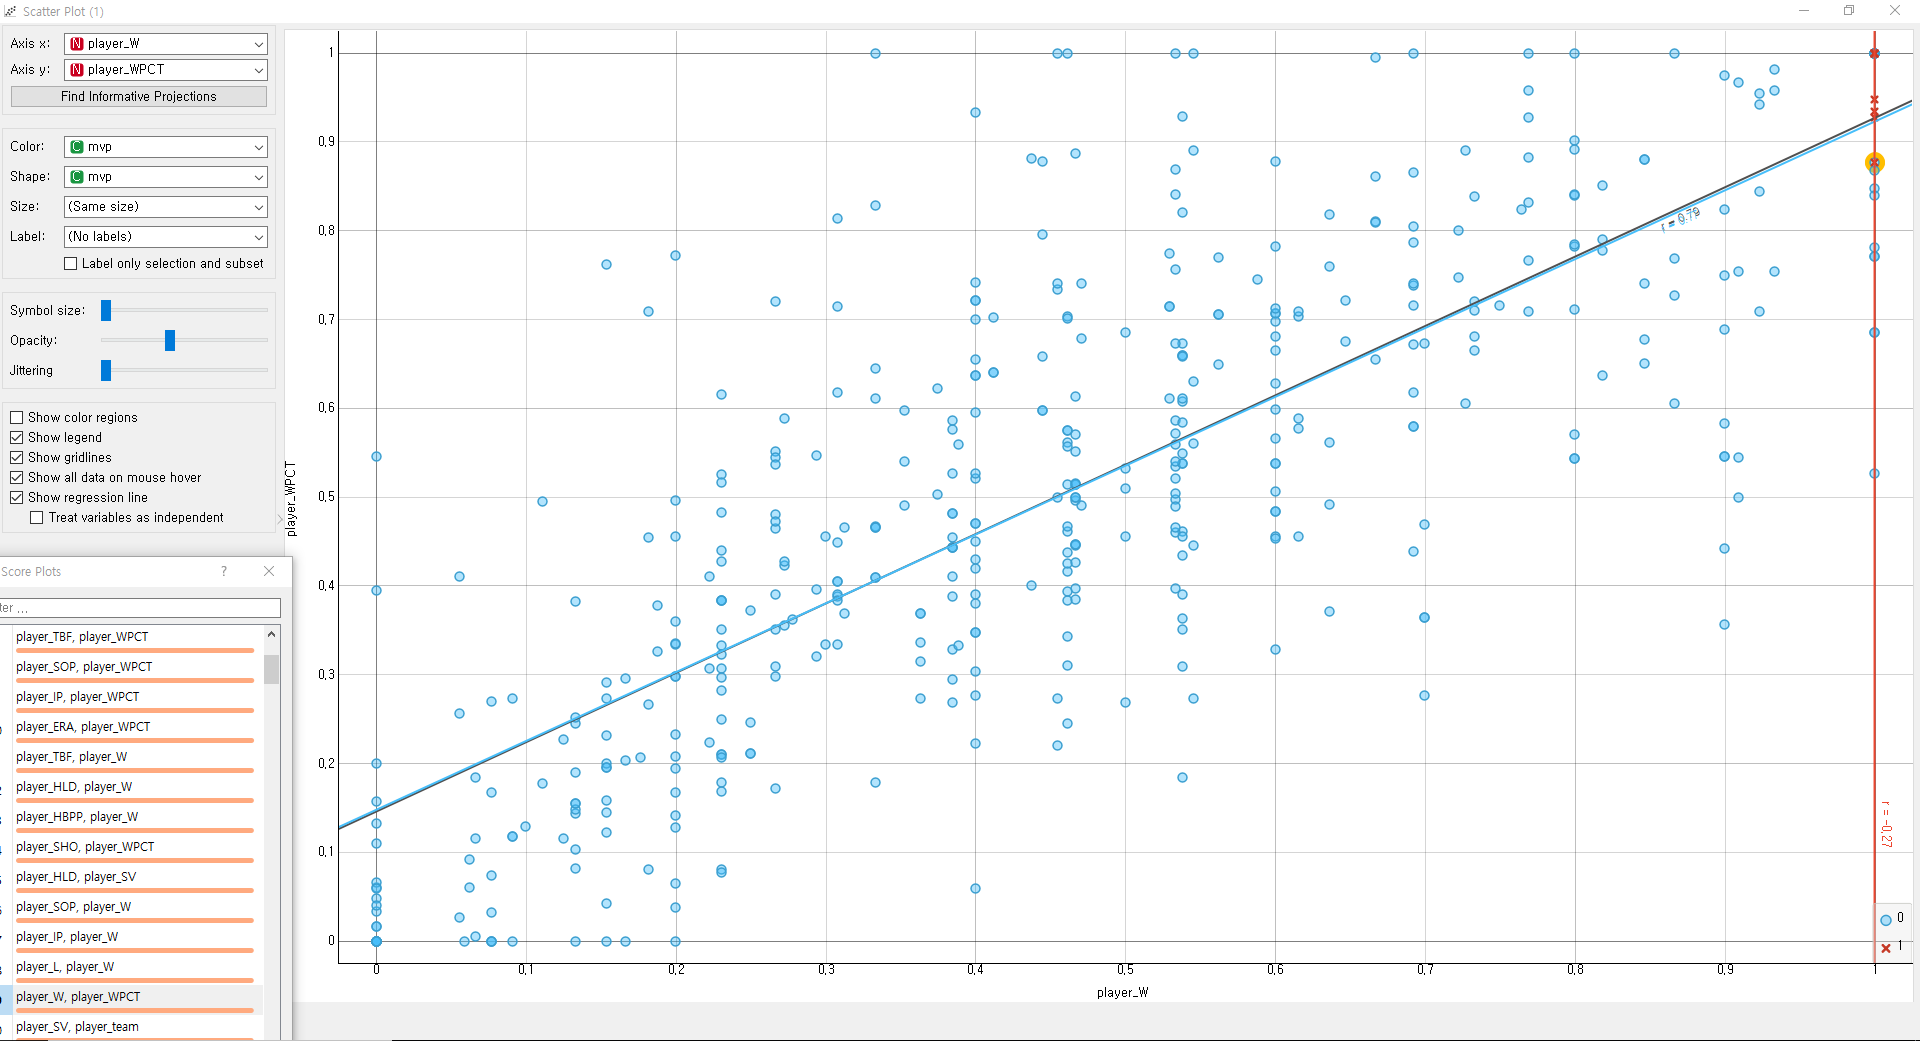 Scatter Plot (1)
Axis x: N player_W
Axis y: N player_WPCT
Find Informative Projections
Color: C mvp
Shape: C mvp
Size: (Same size)
Label: (No labels)
Label only selection and subset
Symbol size:
Opacity:
Jittering
Show color regions
Show legend
Show gridlines
Show all data on mouse hover
Show regression line
Treat variables as independent
Score Plots ?
ter ...
player_TBF, player_WPCT
player_SOP, player_WPCT
player_IP, player_WPCT
player_ERA, player_WPCT
player_TBF, player_W
player_HLD, player_W
player_HBPP, player_W
player_SHO, player_WPCT
player_HLD, player_SV
player_SOP, player_W
player_IP, player_W
player_L, player_W
player_W, player_WPCT
player_SV, player_team
player_WPCT
1
0,9
0,8
0,7
0,6
0,5
0,4
0,3
0,2
0,1
0
r = 0.79
r = -0.27
0
1
0 0,1 0,2 0,3 0,4 0,5 0,6 0,7 0,8 0,9 1
player_W